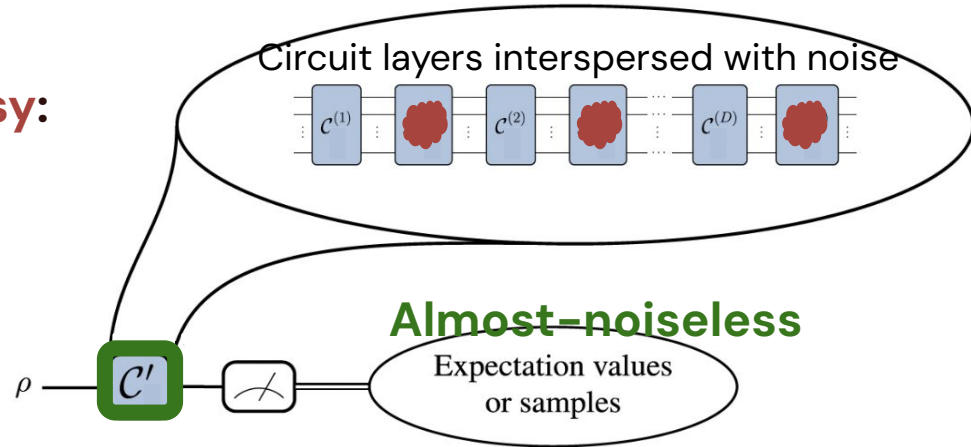 Circuit layers interspersed with noise
sy:
𝒞⁽¹⁾ ⋮ ⋮ 𝒞⁽²⁾ ⋮ ⋯ 𝒞⁽ᴰ⁾ ⋮
Almost-noiseless
Expectation values
or samples
ρ 𝒞′